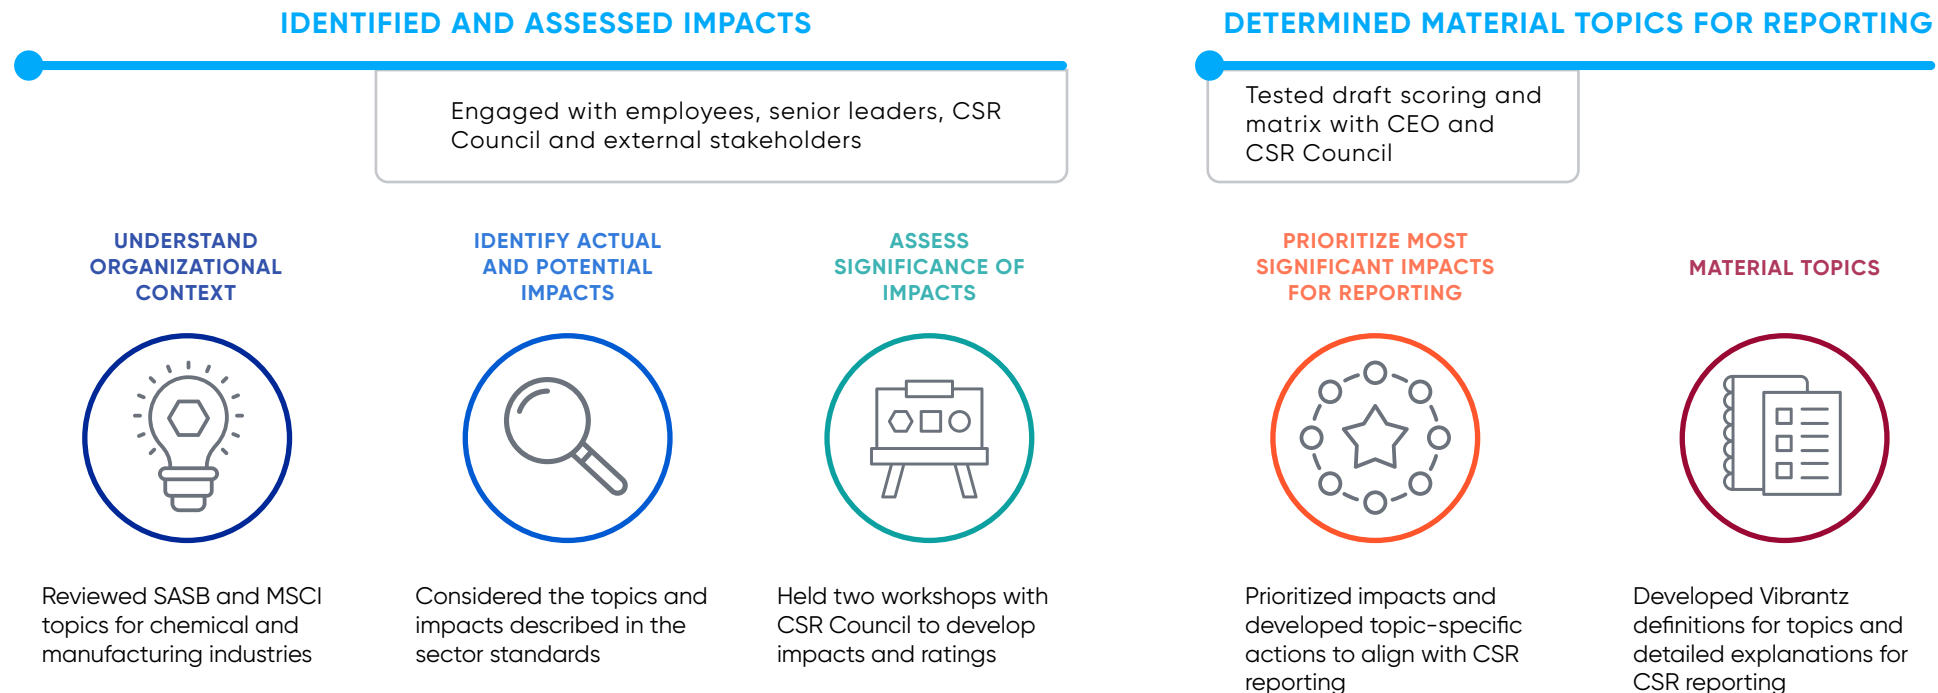 IDENTIFIED AND ASSESSED IMPACTS
Engaged with employees, senior leaders, CSR
Council and external stakeholders
UNDERSTAND
ORGANIZATIONAL
CONTEXT
Reviewed SASB and MSCI
topics for chemical and
manufacturing industries
IDENTIFY ACTUAL
AND POTENTIAL
IMPACTS
Considered the topics and
impacts described in the
sector standards
ASSESS
SIGNIFICANCE OF
IMPACTS
Held two workshops with
CSR Council to develop
impacts and ratings
DETERMINED MATERIAL TOPICS FOR REPORTING
Tested draft scoring and
matrix with CEO and
CSR Council
PRIORITIZE MOST
SIGNIFICANT IMPACTS
FOR REPORTING
Prioritized impacts and
developed topic-specific
actions to align with CSR
reporting
MATERIAL TOPICS
Developed Vibrantz
definitions for topics and
detailed explanations for
CSR reporting